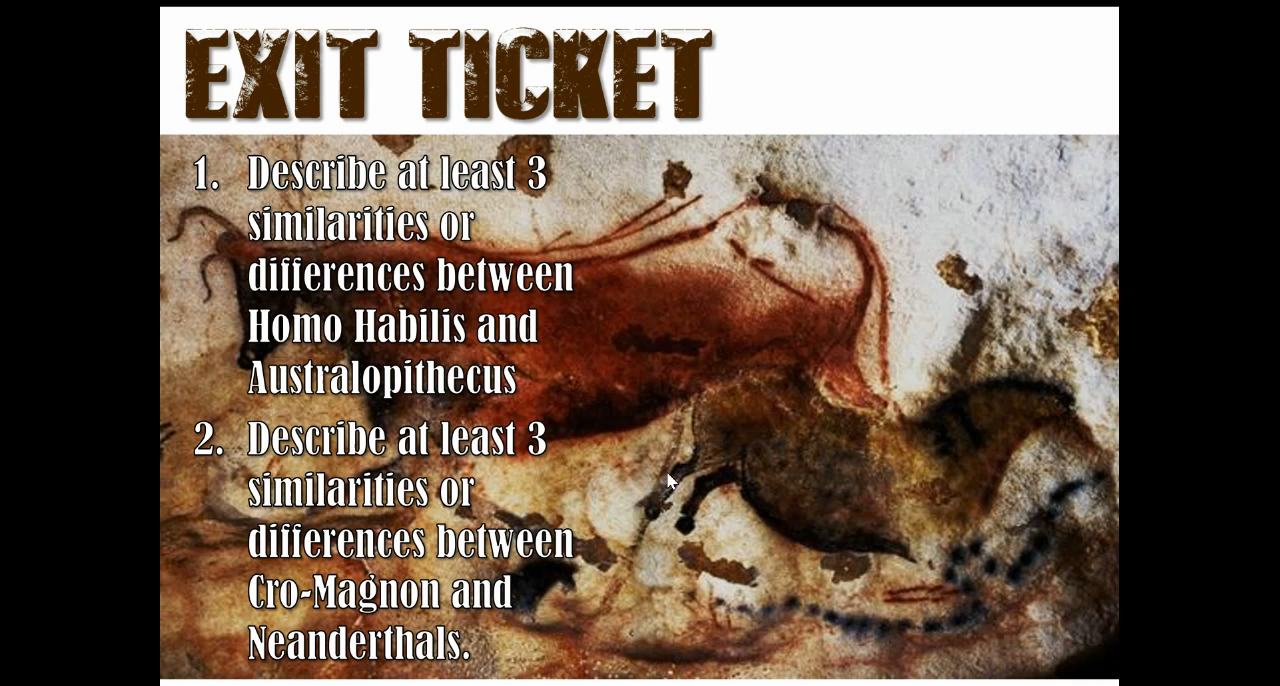 EXIT TICKET
1. Describe at least 3
similarities or
differences between
Homo Habilis and
Australopithecus
2. Describe at least 3
similarities or
differences between
Cro-Magnon and
Neanderthals.